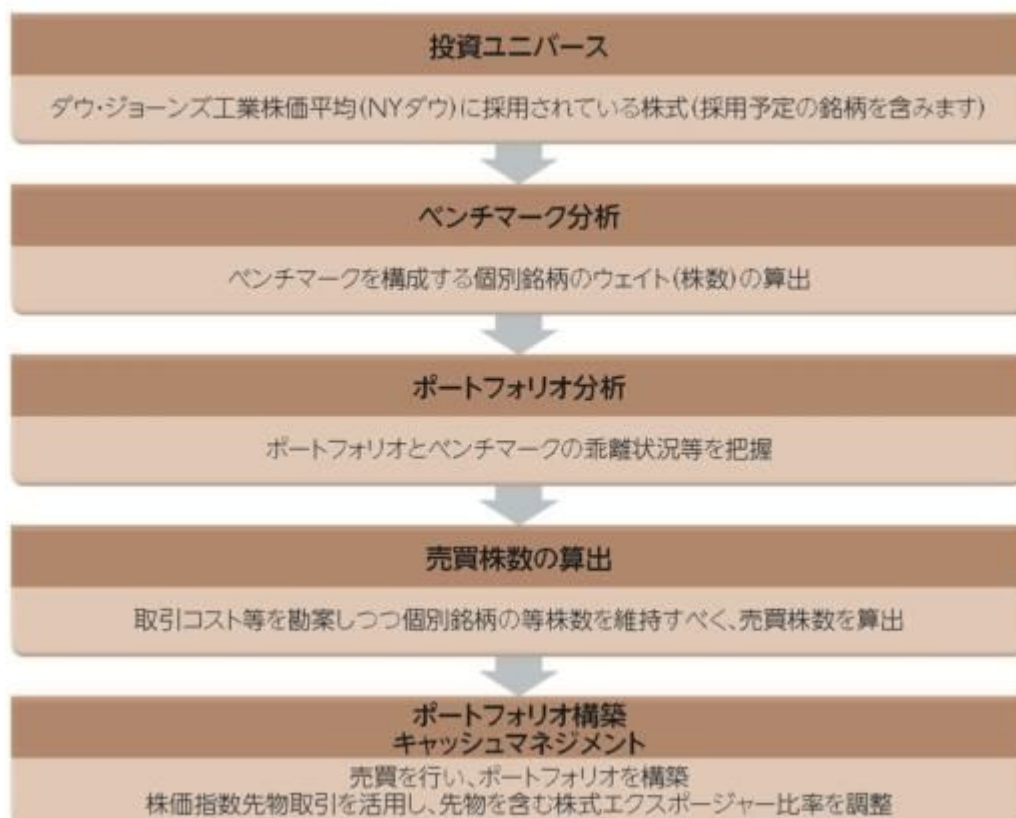 投資ユニバース
ダウ・ジョーンズ工業株価平均(NYダウ)に採用されている株式(採用予定の銘柄を含みます)
ベンチマーク分析
ベンチマークを構成する個別銘柄のウェイト(株数)の算出
ポートフォリオ分析
ポートフォリオとベンチマークの乖離状況等を把握
売買株数の算出
取引コスト等を勘案しつつ個別銘柄の等株数を維持すべく、売買株数を算出
ポートフォリオ構築
キャッシュマネジメント
売買を行い、ポートフォリオを構築
株価指数先物取引を活用し、先物を含む株式エクスポージャー比率を調整